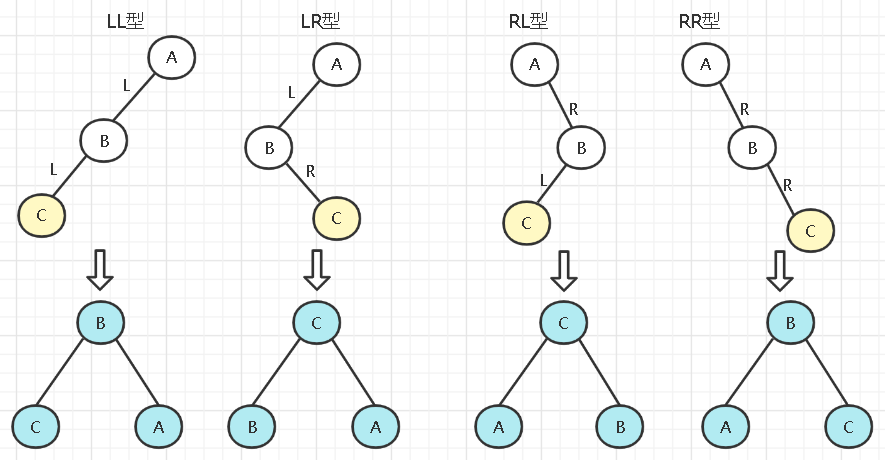 LL型 LR型 RL型 RR型
A A A A
L L R R
B B B B
L R L R
C C C C
B C C B
C A B A A B A C